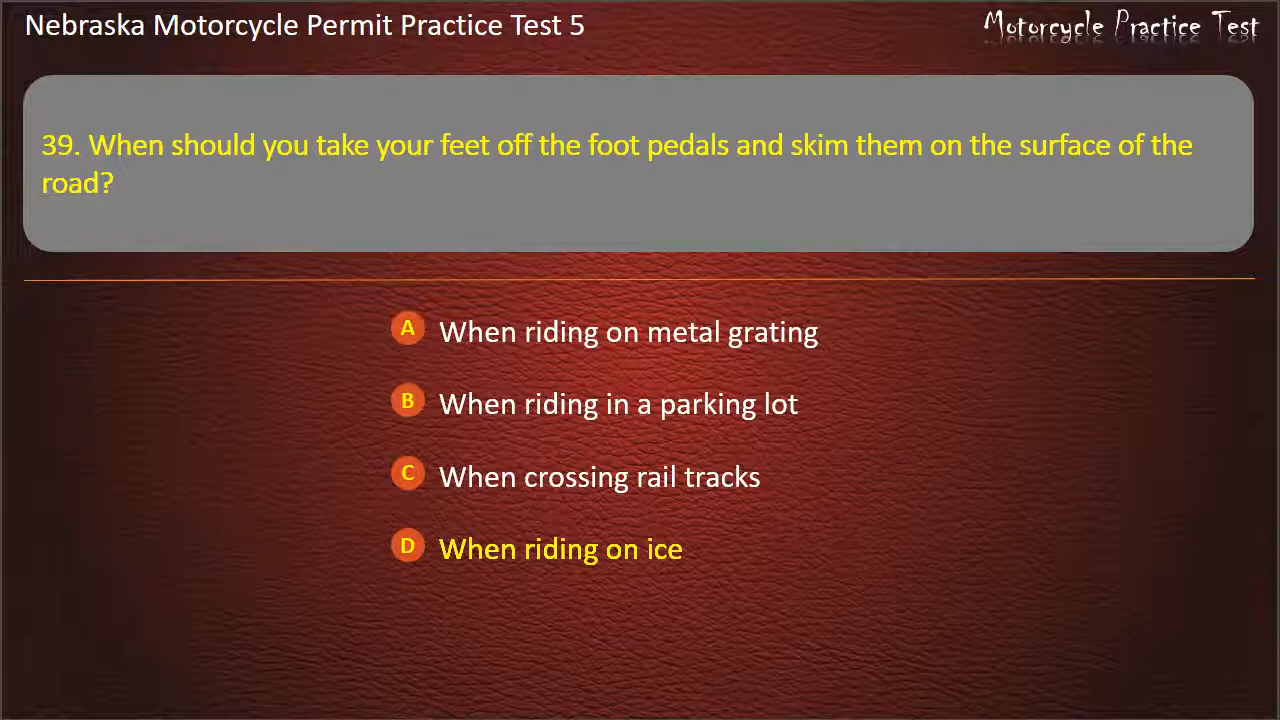 Nebraska Motorcycle Permit Practice Test 5
Motorcycle Practice Test
39. When should you take your feet off the foot pedals and skim them on the surface of the
road?
A When riding on metal grating
B When riding in a parking lot
C When crossing rail tracks
D When riding on ice